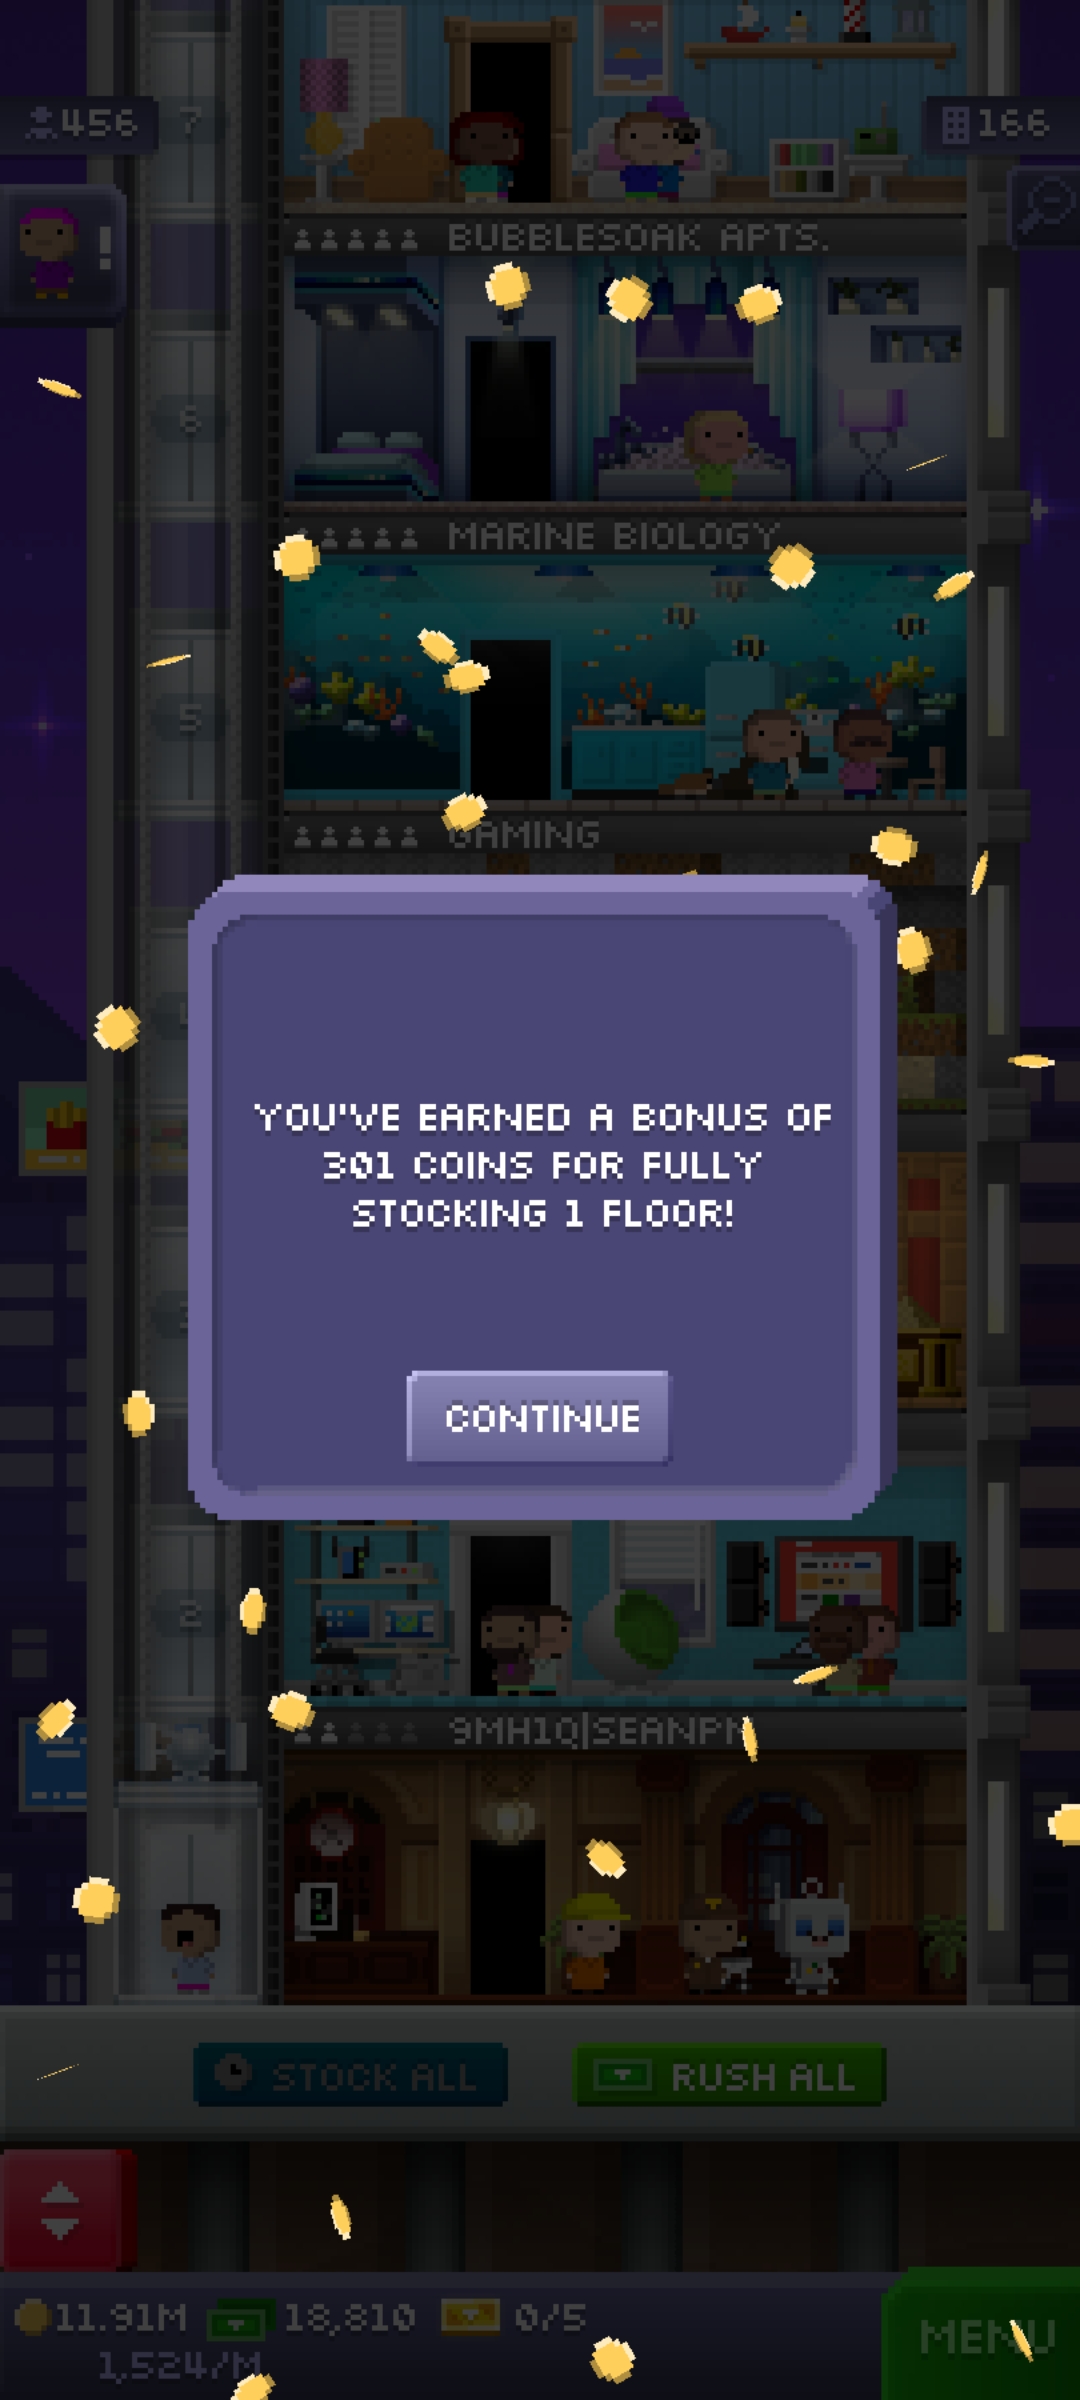 456
7
166
!
BUBBLESOAK APTS.
6
MARINE BIOLOGY
5
GAMING
YOU'VE EARNED A BONUS OF
301 COINS FOR FULLY
STOCKING 1 FLOOR!
CONTINUE
2
9MH1Q|SEANPN
STOCK ALL
RUSH ALL
11.91M
18,810
0/5
MENU
1,524/M